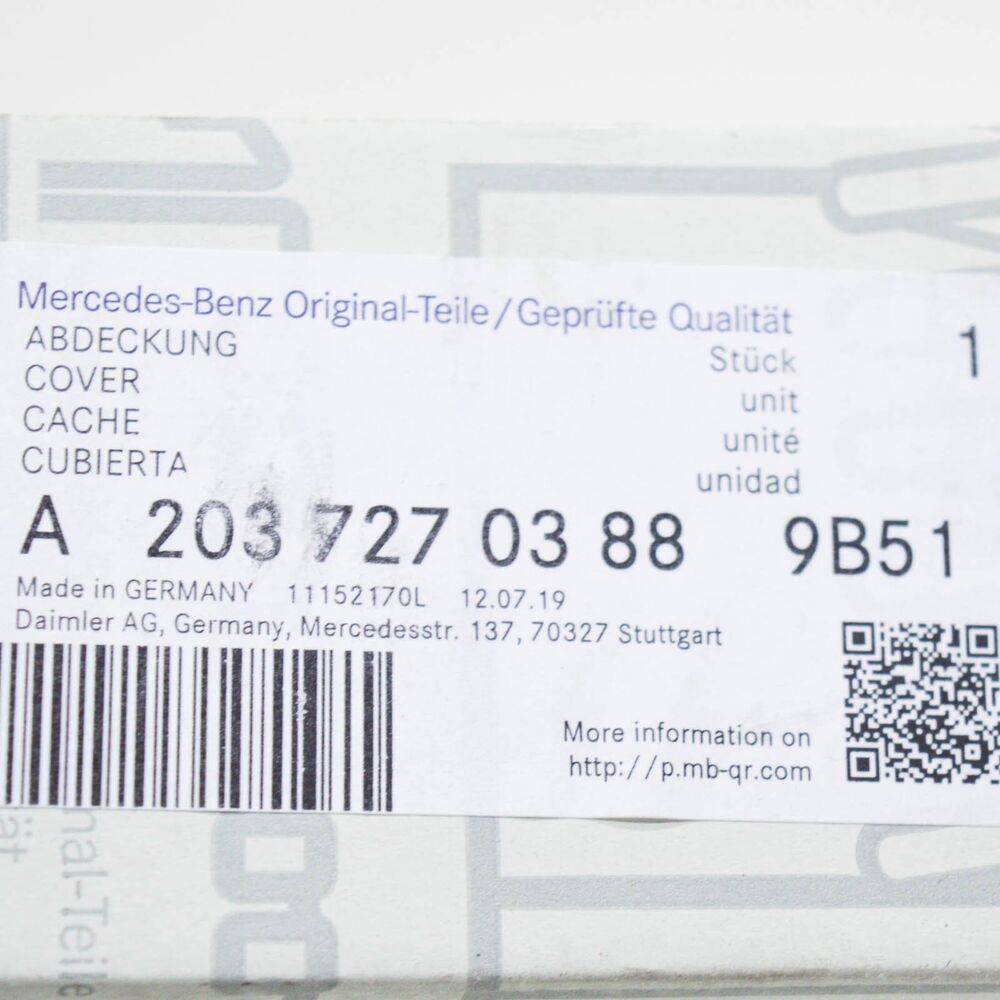 Mercedes-Benz Original-Teile/Geprüfte Qualität
ABDECKUNG Stück 1
COVER unit
CACHE unité
CUBIERTA unidad
A 203 727 03 88 9B51
Made in GERMANY 11152170L 12.07.19
Daimler AG, Germany, Mercedesstr. 137, 70327 Stuttgart
More information on
http://p.mb-qr.com